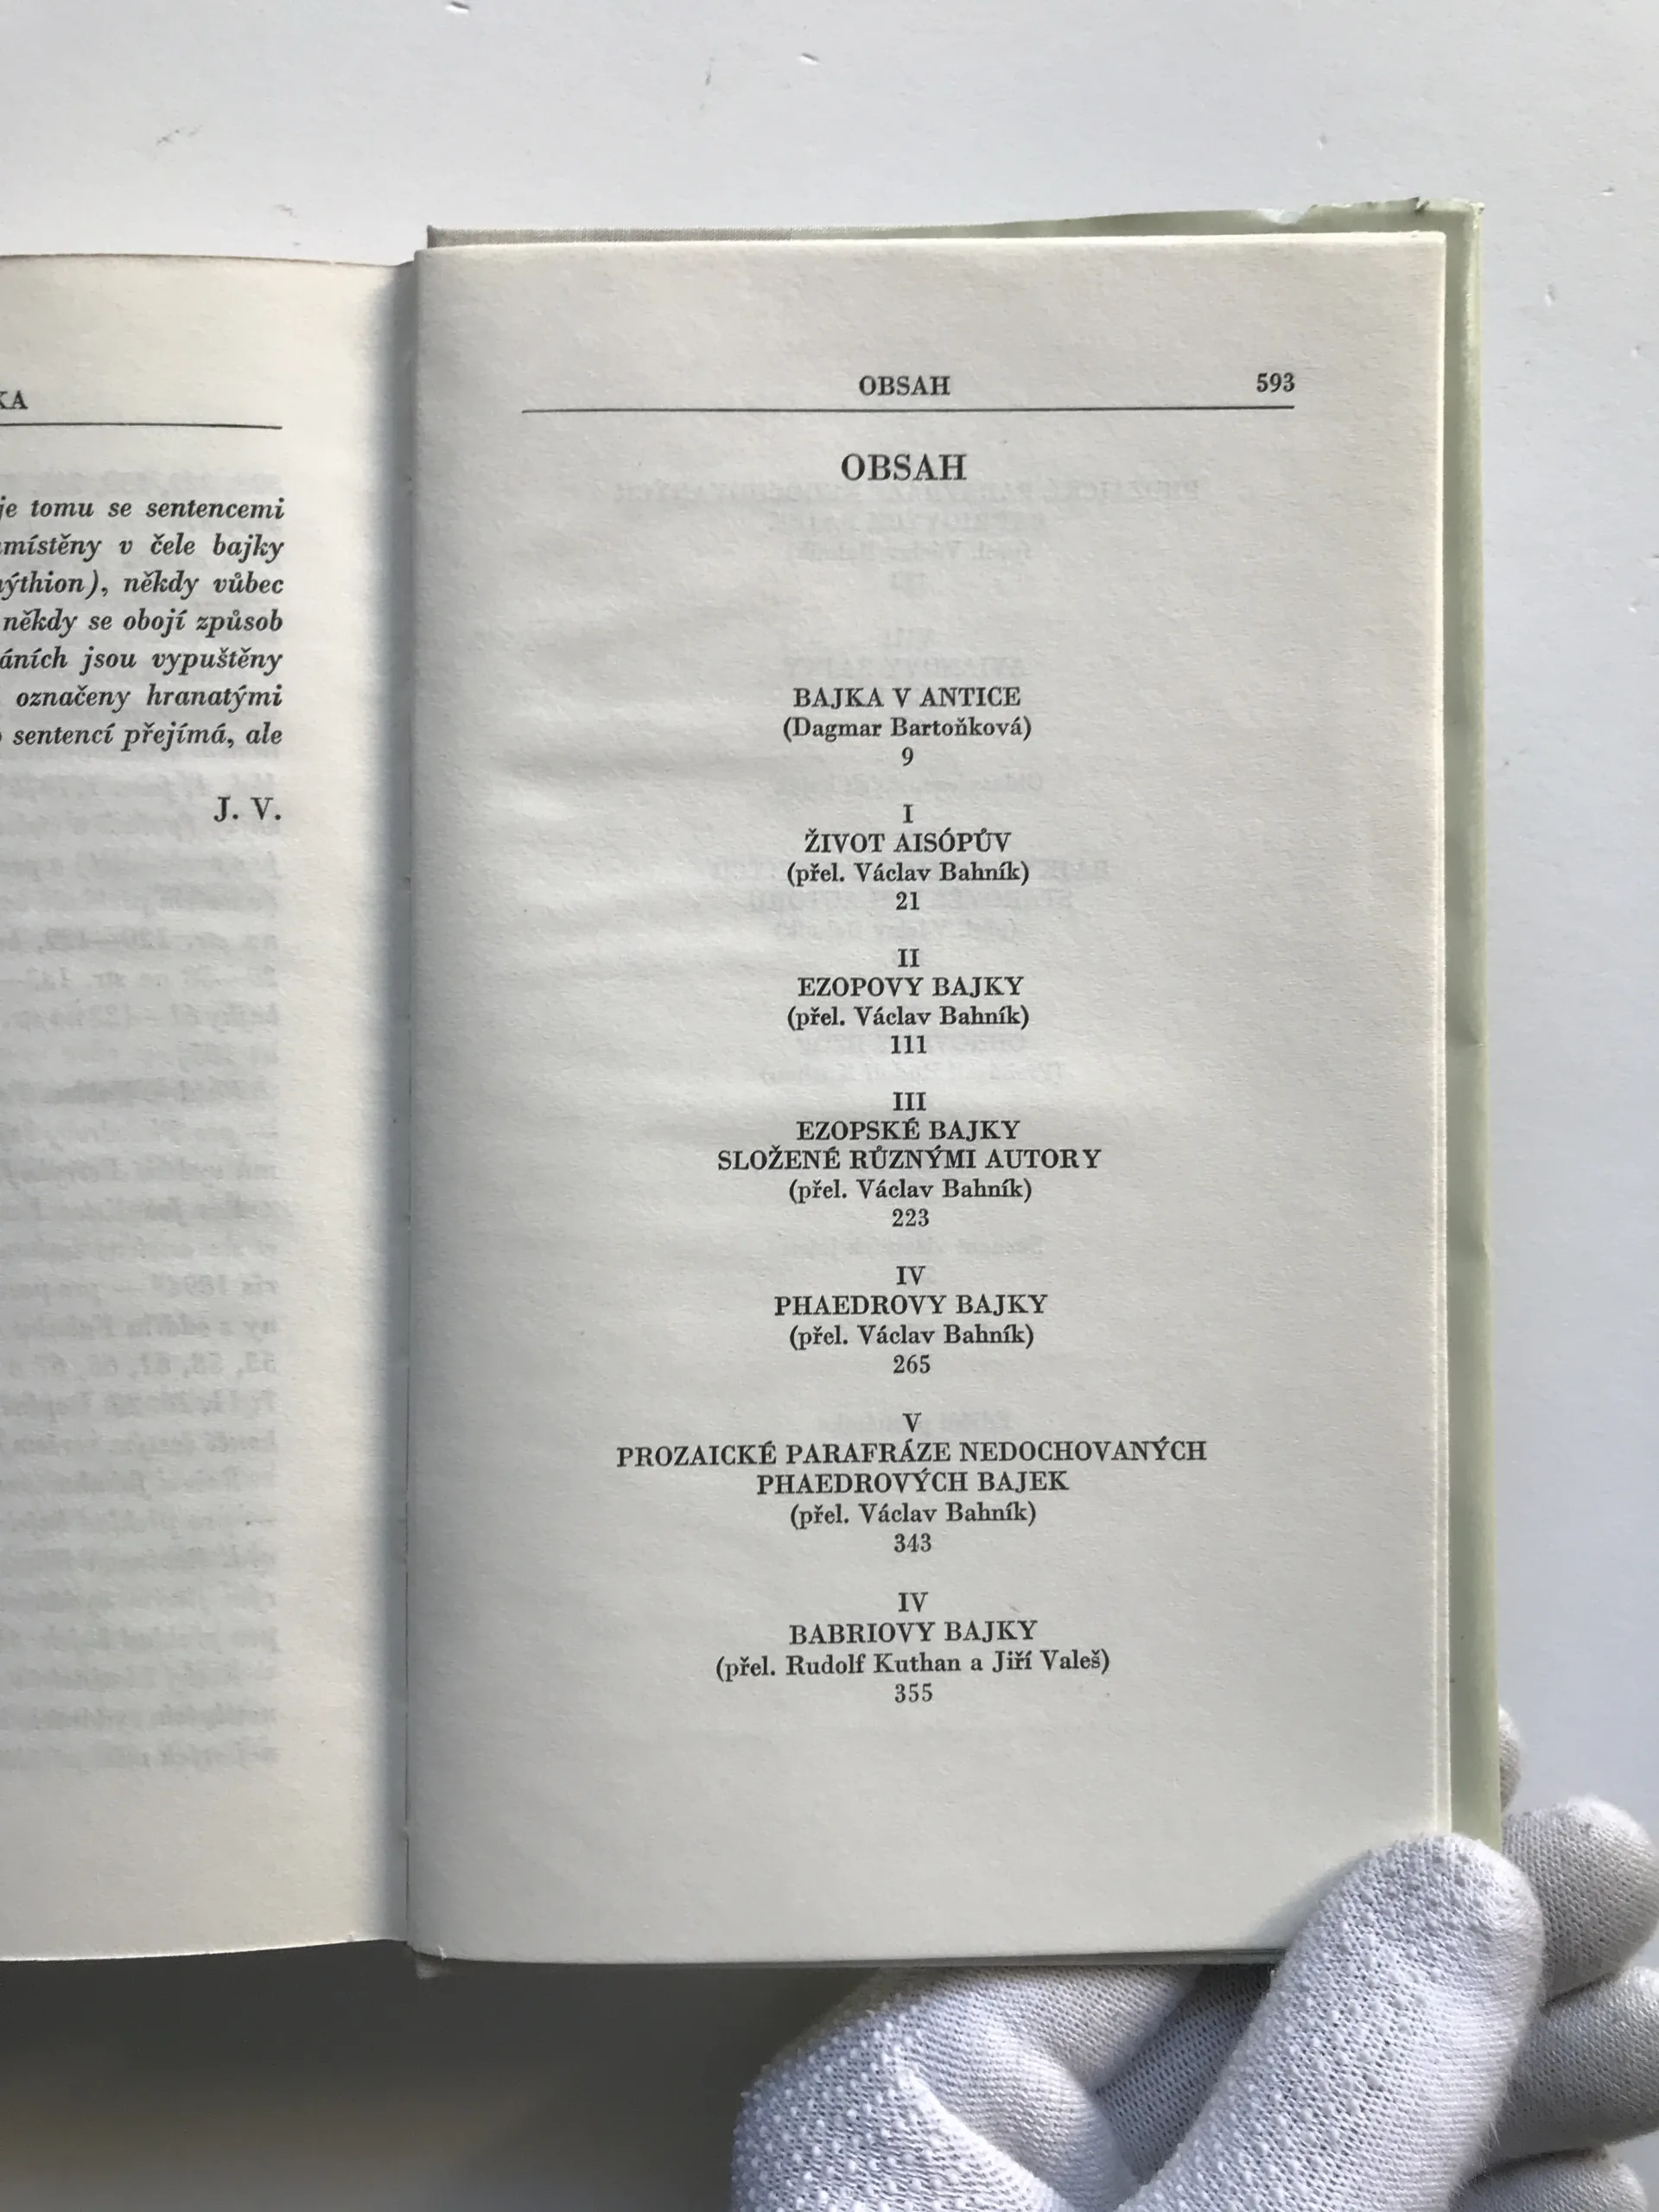 KA
je tomu se sentencemi
místěny v čele bajky
ýthion), někdy vůbec
někdy se obojí způsob
áních jsou vypuštěny
označeny hranatými
sentencí přejímá, ale
J. V.
OBSAH 593
OBSAH
BAJKA V ANTICE
(Dagmar Bartoňková)
9
I
ŽIVOT AISÓPŮV
(přel. Václav Bahník)
21
II
EZOPOVY BAJKY
(přel. Václav Bahník)
111
III
EZOPSKÉ BAJKY
SLOŽENÉ RŮZNÝMI AUTORY
(přel. Václav Bahník)
223
IV
PHAEDROVY BAJKY
(přel. Václav Bahník)
265
V
PROZAICKÉ PARAFRÁZE NEDOCHOVANÝCH
PHAEDROVÝCH BAJEK
(přel. Václav Bahník)
343
IV
BABRIOVY BAJKY
(přel. Rudolf Kuthan a Jiří Valeš)
355